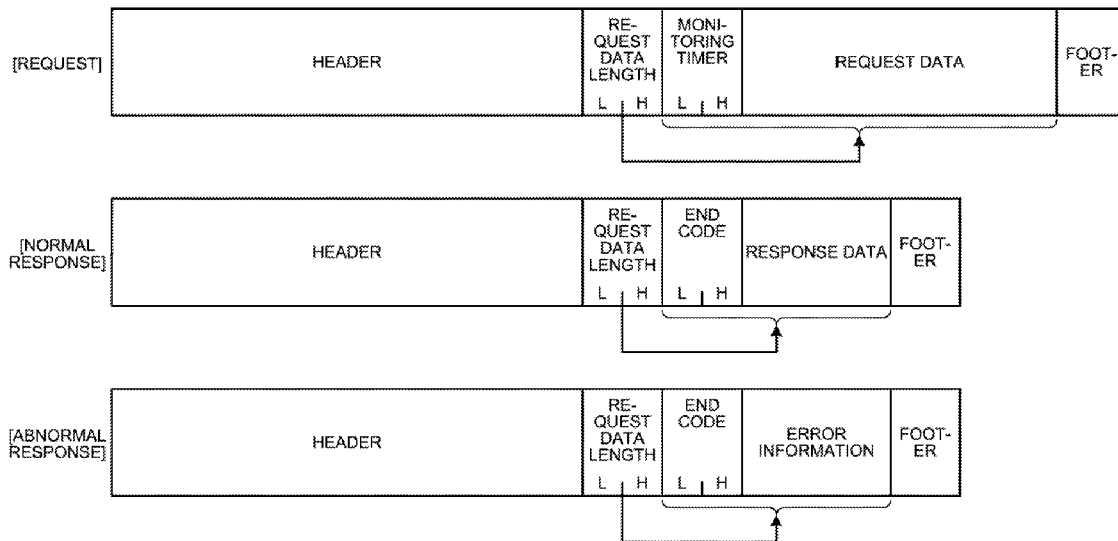 [REQUEST]
HEADER
RE-
QUEST
DATA
LENGTH
L H
MONI-
TORING
TIMER
L H
REQUEST DATA
FOOT-
ER
[NORMAL
RESPONSE]
HEADER
RE-
QUEST
DATA
LENGTH
L H
END
CODE
L H
RESPONSE DATA
FOOT-
ER
[ABNORMAL
RESPONSE]
HEADER
RE-
QUEST
DATA
LENGTH
L H
END
CODE
L H
ERROR
INFORMATION
FOOT-
ER